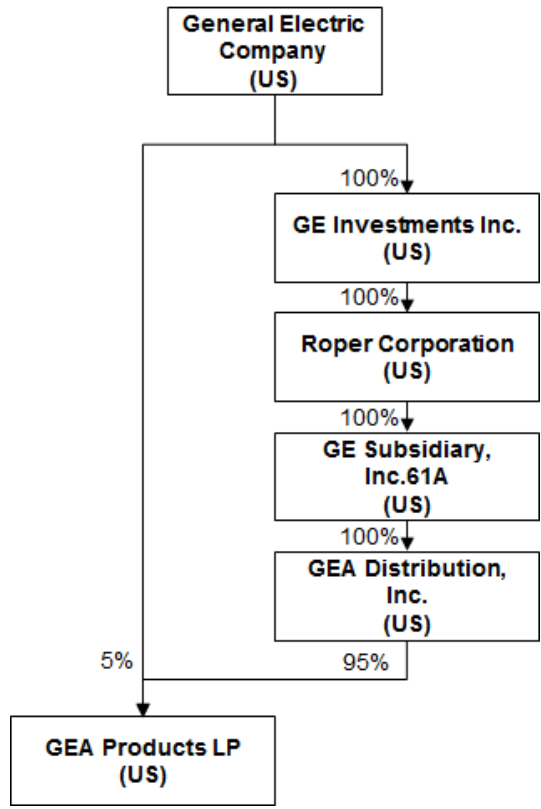 General Electric
Company
(US)
100%
GE Investments Inc.
(US)
100%
Roper Corporation
(US)
100%
GE Subsidiary,
Inc.61A
(US)
100%
GEA Distribution,
Inc.
(US)
5%
95%
GEA Products LP
(US)